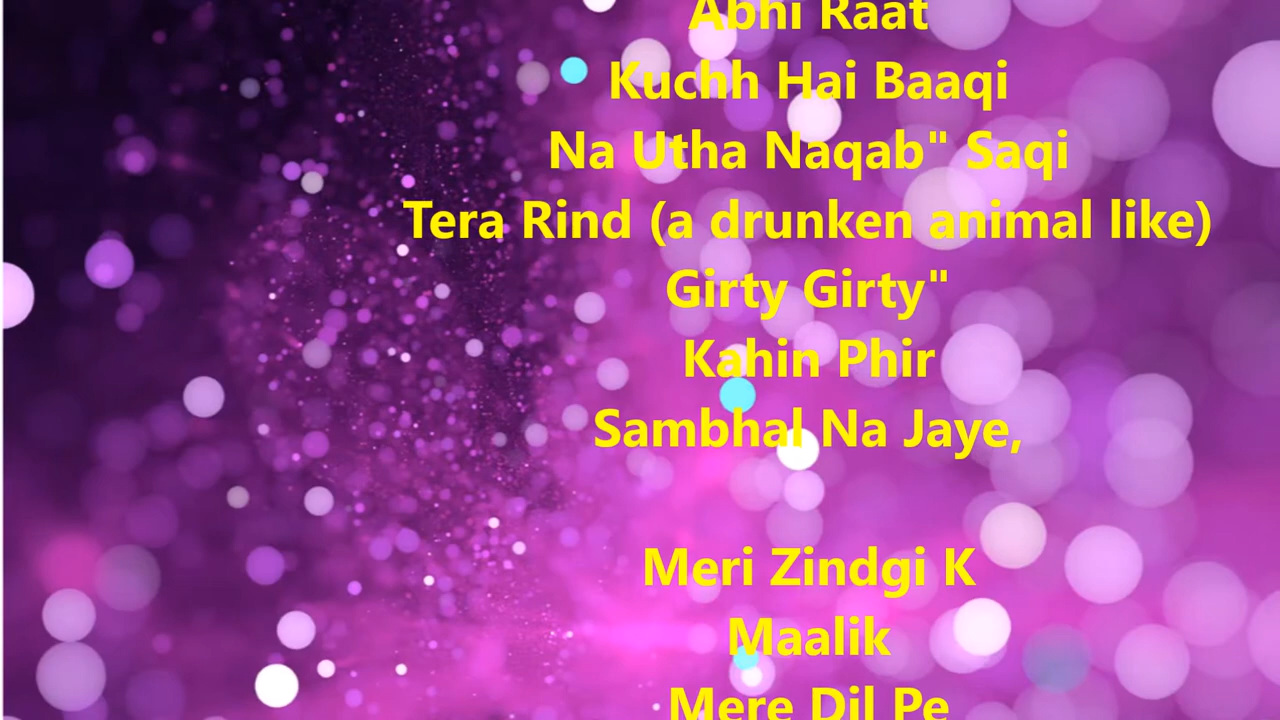 Abhi Raat
Kuchh Hai Baaqi
Na Utha Naqab" Saqi
Tera Rind (a drunken animal like)
Girty Girty"
Kahin Phir
Sambhal Na Jaye,
Meri Zindgi K
Maalik
Mere Dil Pe